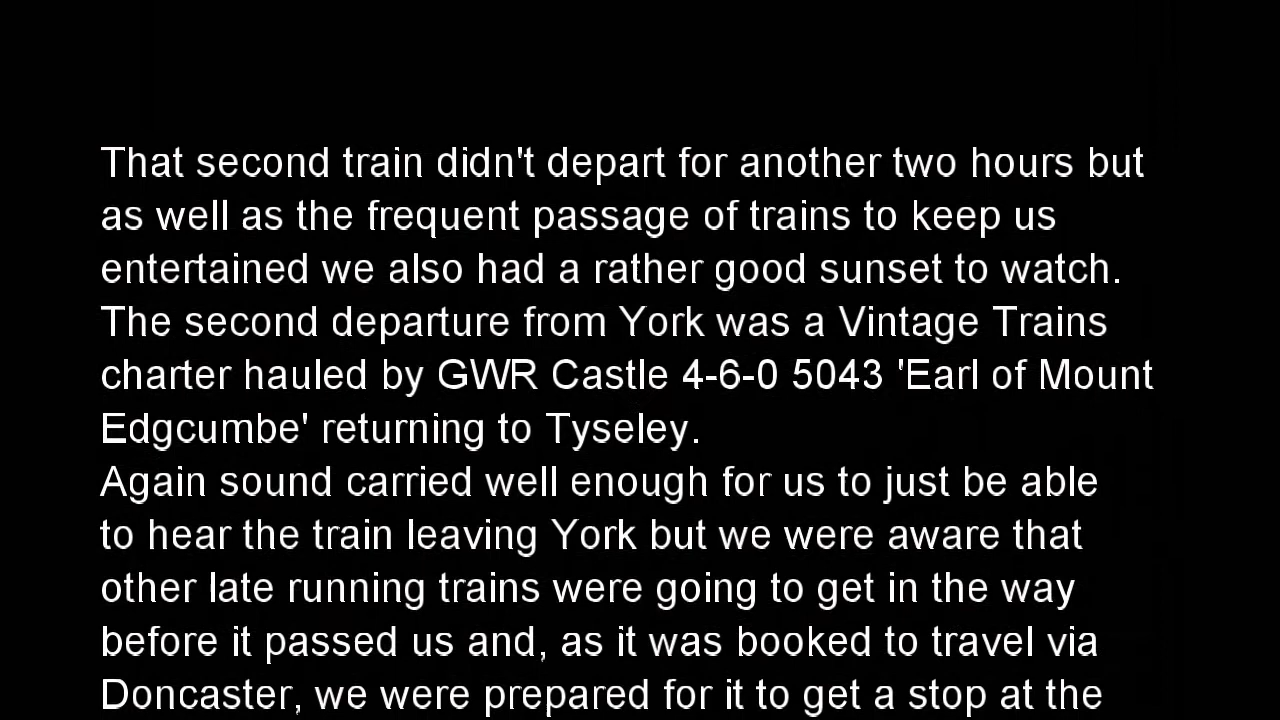 That second train didn't depart for another two hours but
as well as the frequent passage of trains to keep us
entertained we also had a rather good sunset to watch.
The second departure from York was a Vintage Trains
charter hauled by GWR Castle 4-6-0 5043 'Earl of Mount
Edgcumbe' returning to Tyseley.
Again sound carried well enough for us to just be able
to hear the train leaving York but we were aware that
other late running trains were going to get in the way
before it passed us and, as it was booked to travel via
Doncaster, we were prepared for it to get a stop at the